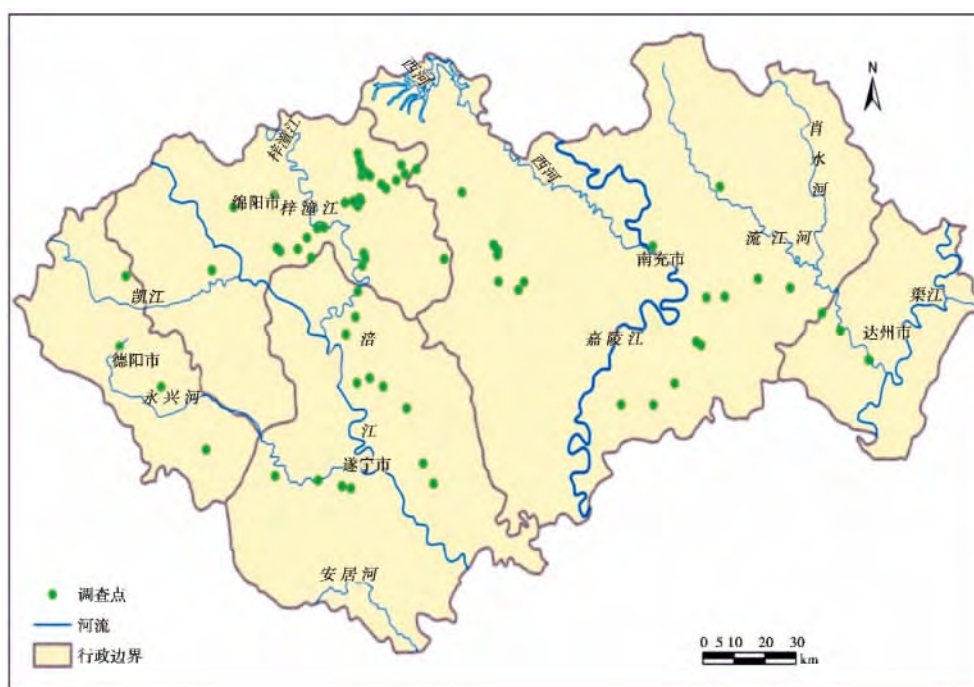 N
西河
梓潼江
肖水河
西河
绵阳市
梓潼江
流江河
南充市
凯江
渠江
涪江
嘉陵江
达州市
德阳市
永兴河
遂宁市
安居河
调查点
河流
行政边界
0 5 10 20 30
km